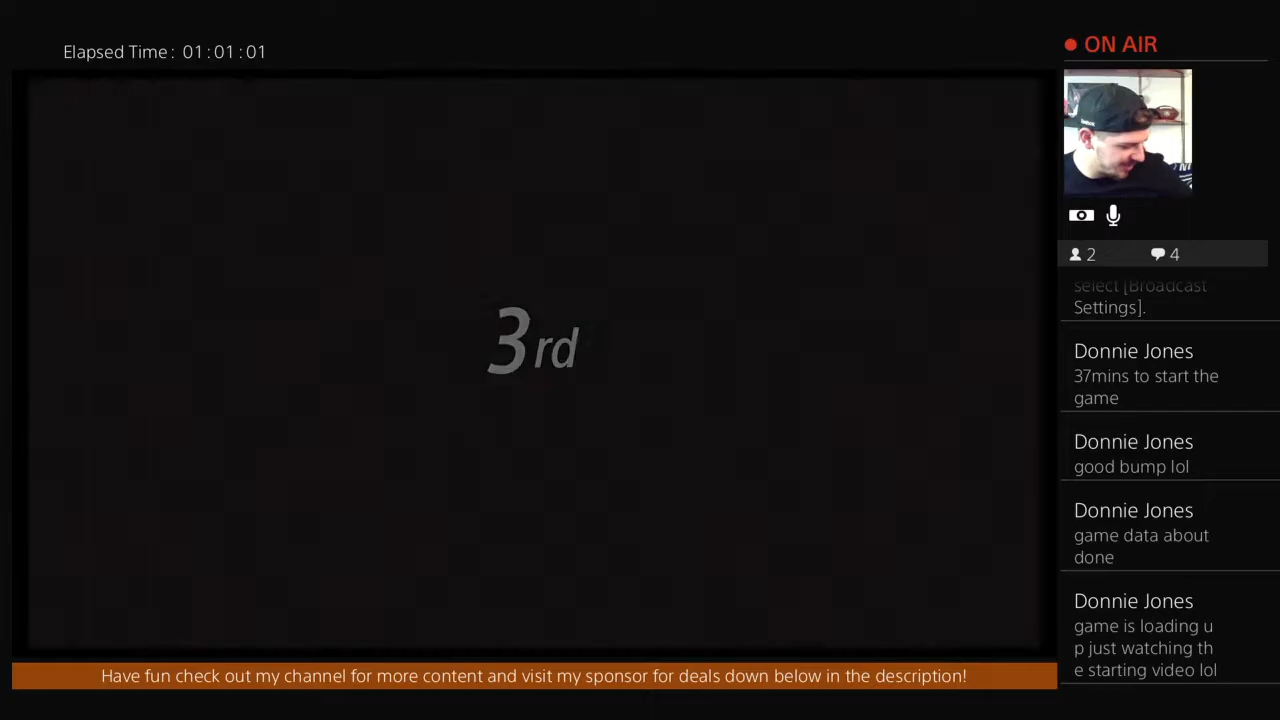 Elapsed Time: 01:01:01
ON AIR
Reebok
2
4
select [Broadcast
Settings].
3rd
Donnie Jones
37mins to start the
game
Donnie Jones
good bump lol
Donnie Jones
game data about
done
Donnie Jones
game is loading u
p just watching th
e starting video lol
Have fun check out my channel for more content and visit my sponsor for deals down below in the description!